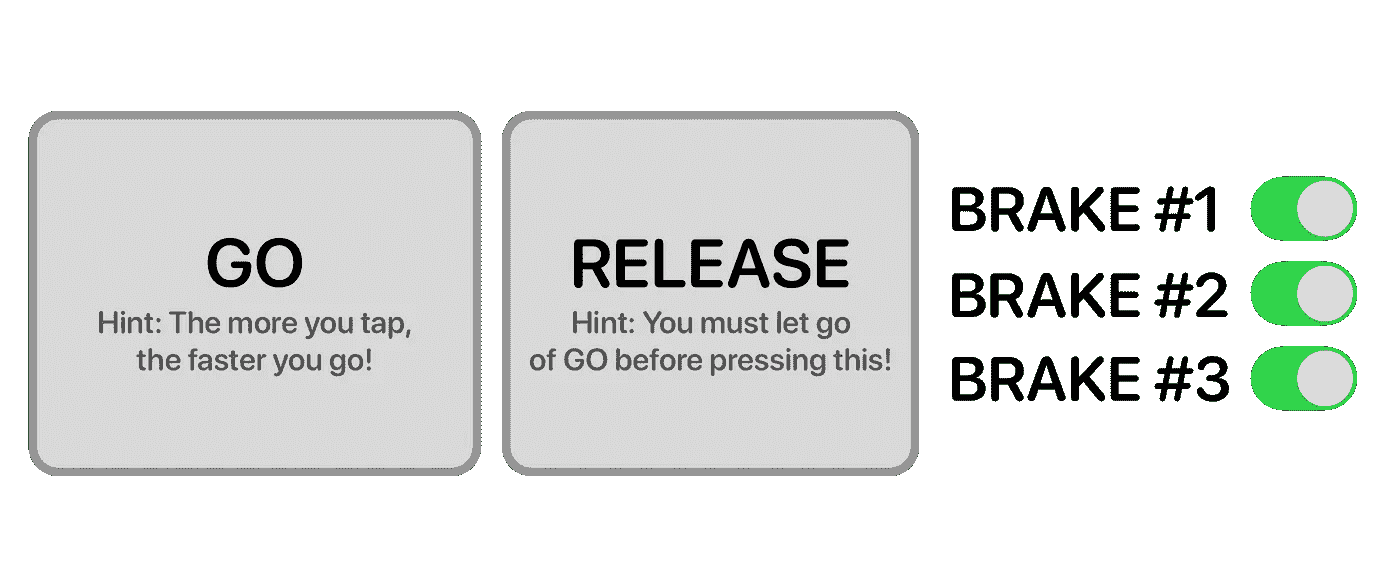 GO
Hint: The more you tap,
the faster you go!
RELEASE
Hint: You must let go
of GO before pressing this!
BRAKE #1
BRAKE #2
BRAKE #3